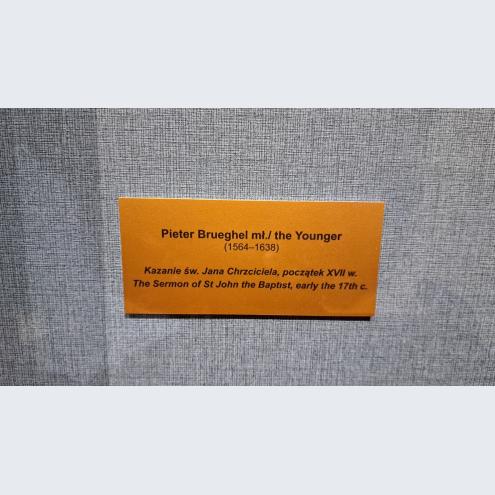 Pieter Brueghel mł./ the Younger
(1564–1638)
Kazanie św. Jana Chrzciciela, początek XVII w.
The Sermon of St John the Baptist, early the 17th c.